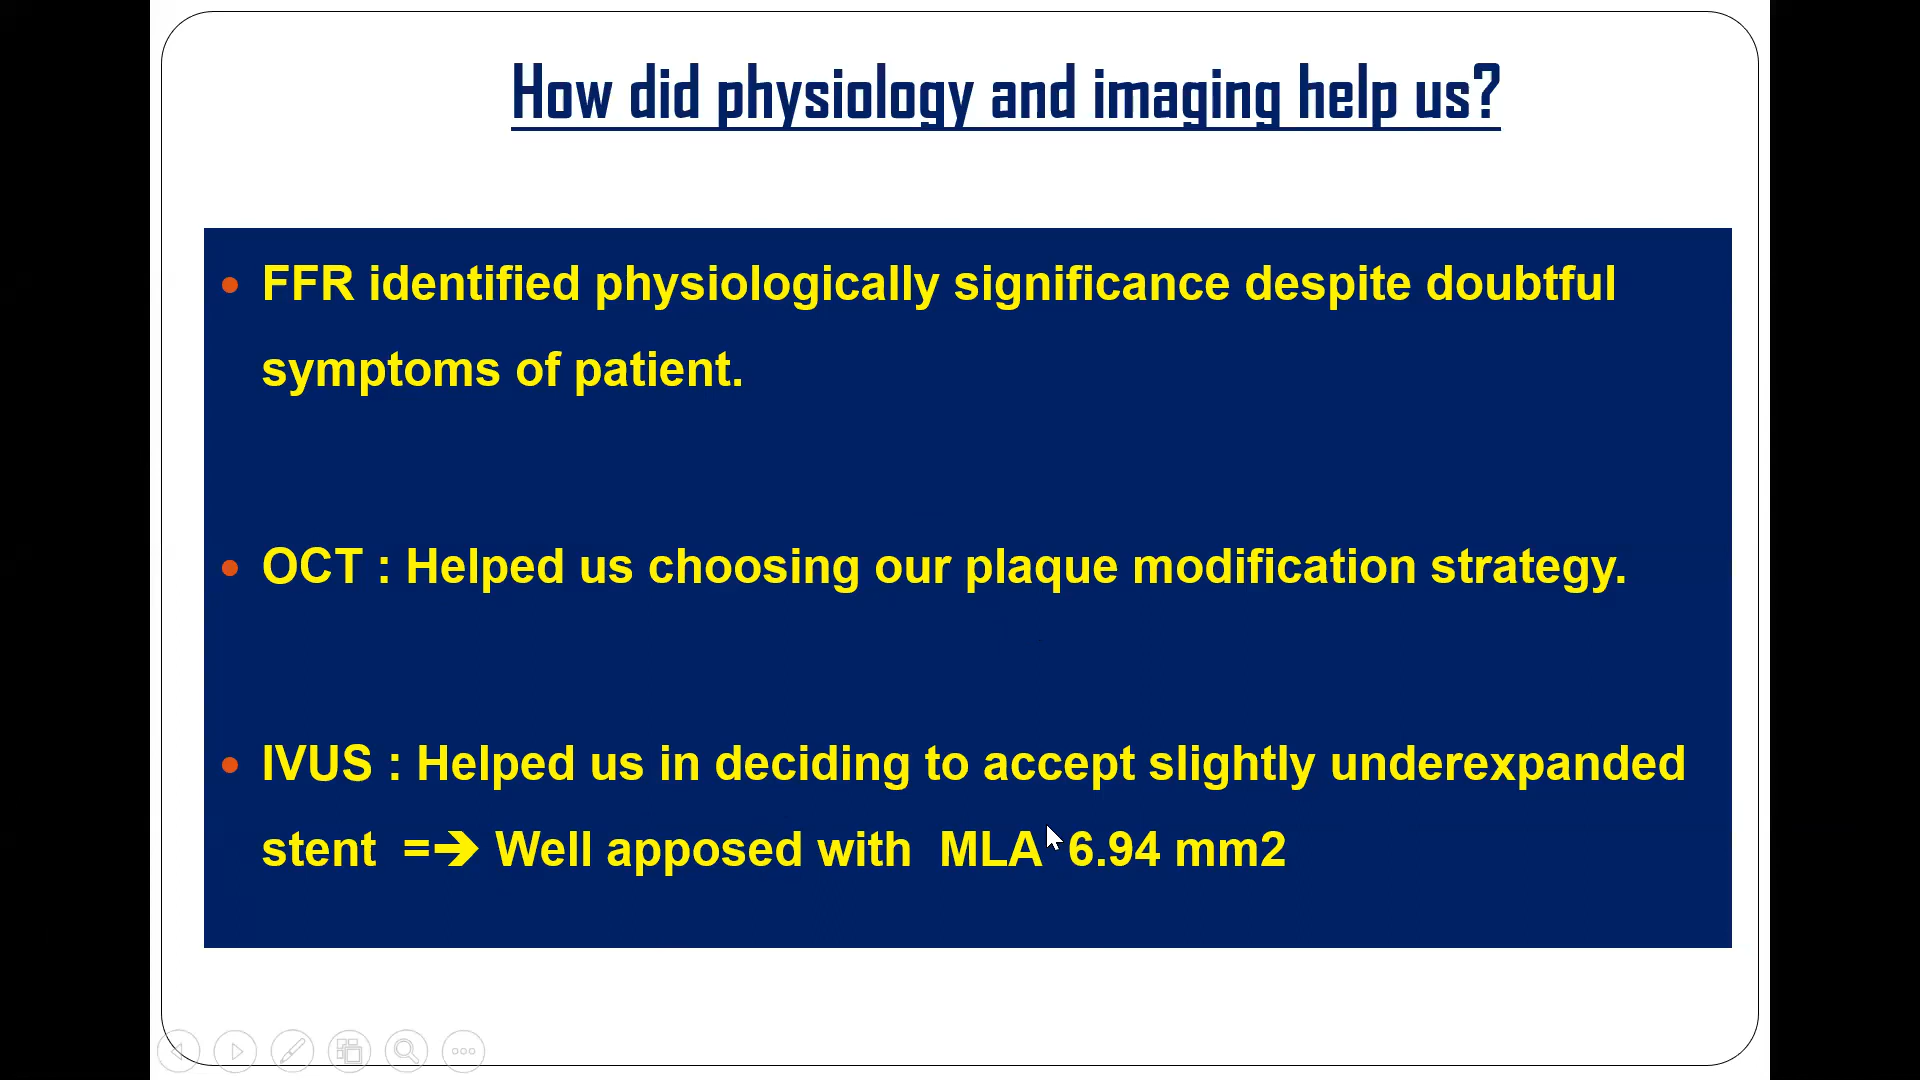 How did physiology and imaging help us?
• FFR identified physiologically significance despite doubtful
symptoms of patient.
• OCT : Helped us choosing our plaque modification strategy.
• IVUS : Helped us in deciding to accept slightly underexpanded
stent =➔ Well apposed with MLA 6.94 mm2